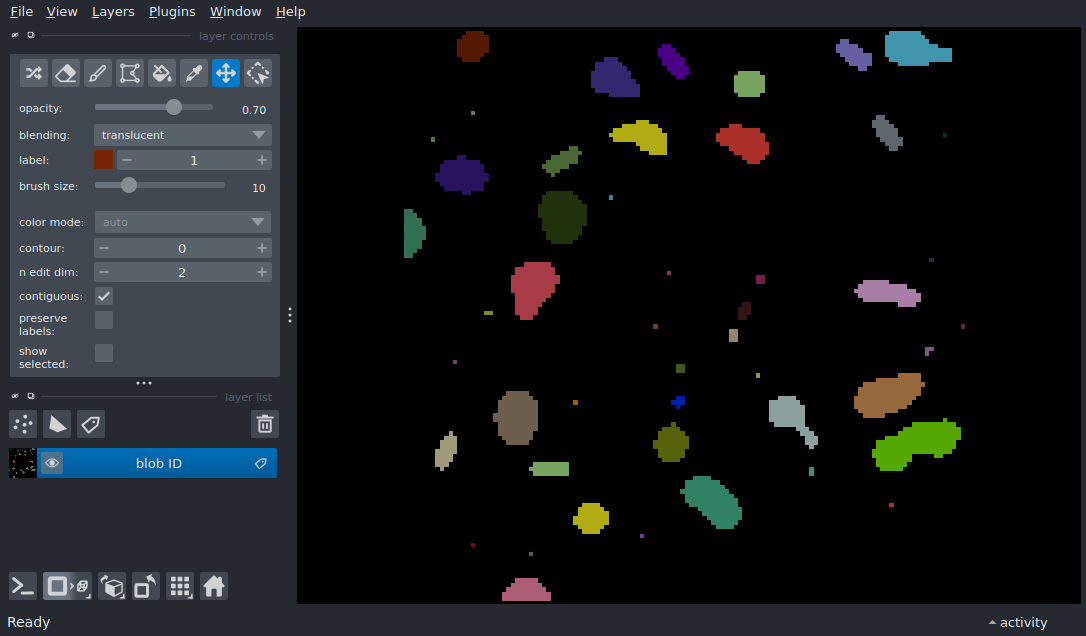 File View Layers Plugins Window Help
layer controls
opacity: 0.70
blending: translucent
label: 1
brush size: 10
color mode: auto
contour: 0
n edit dim: 2
contiguous:
preserve
labels:
show
selected:
layer list
blob ID
Ready
activity